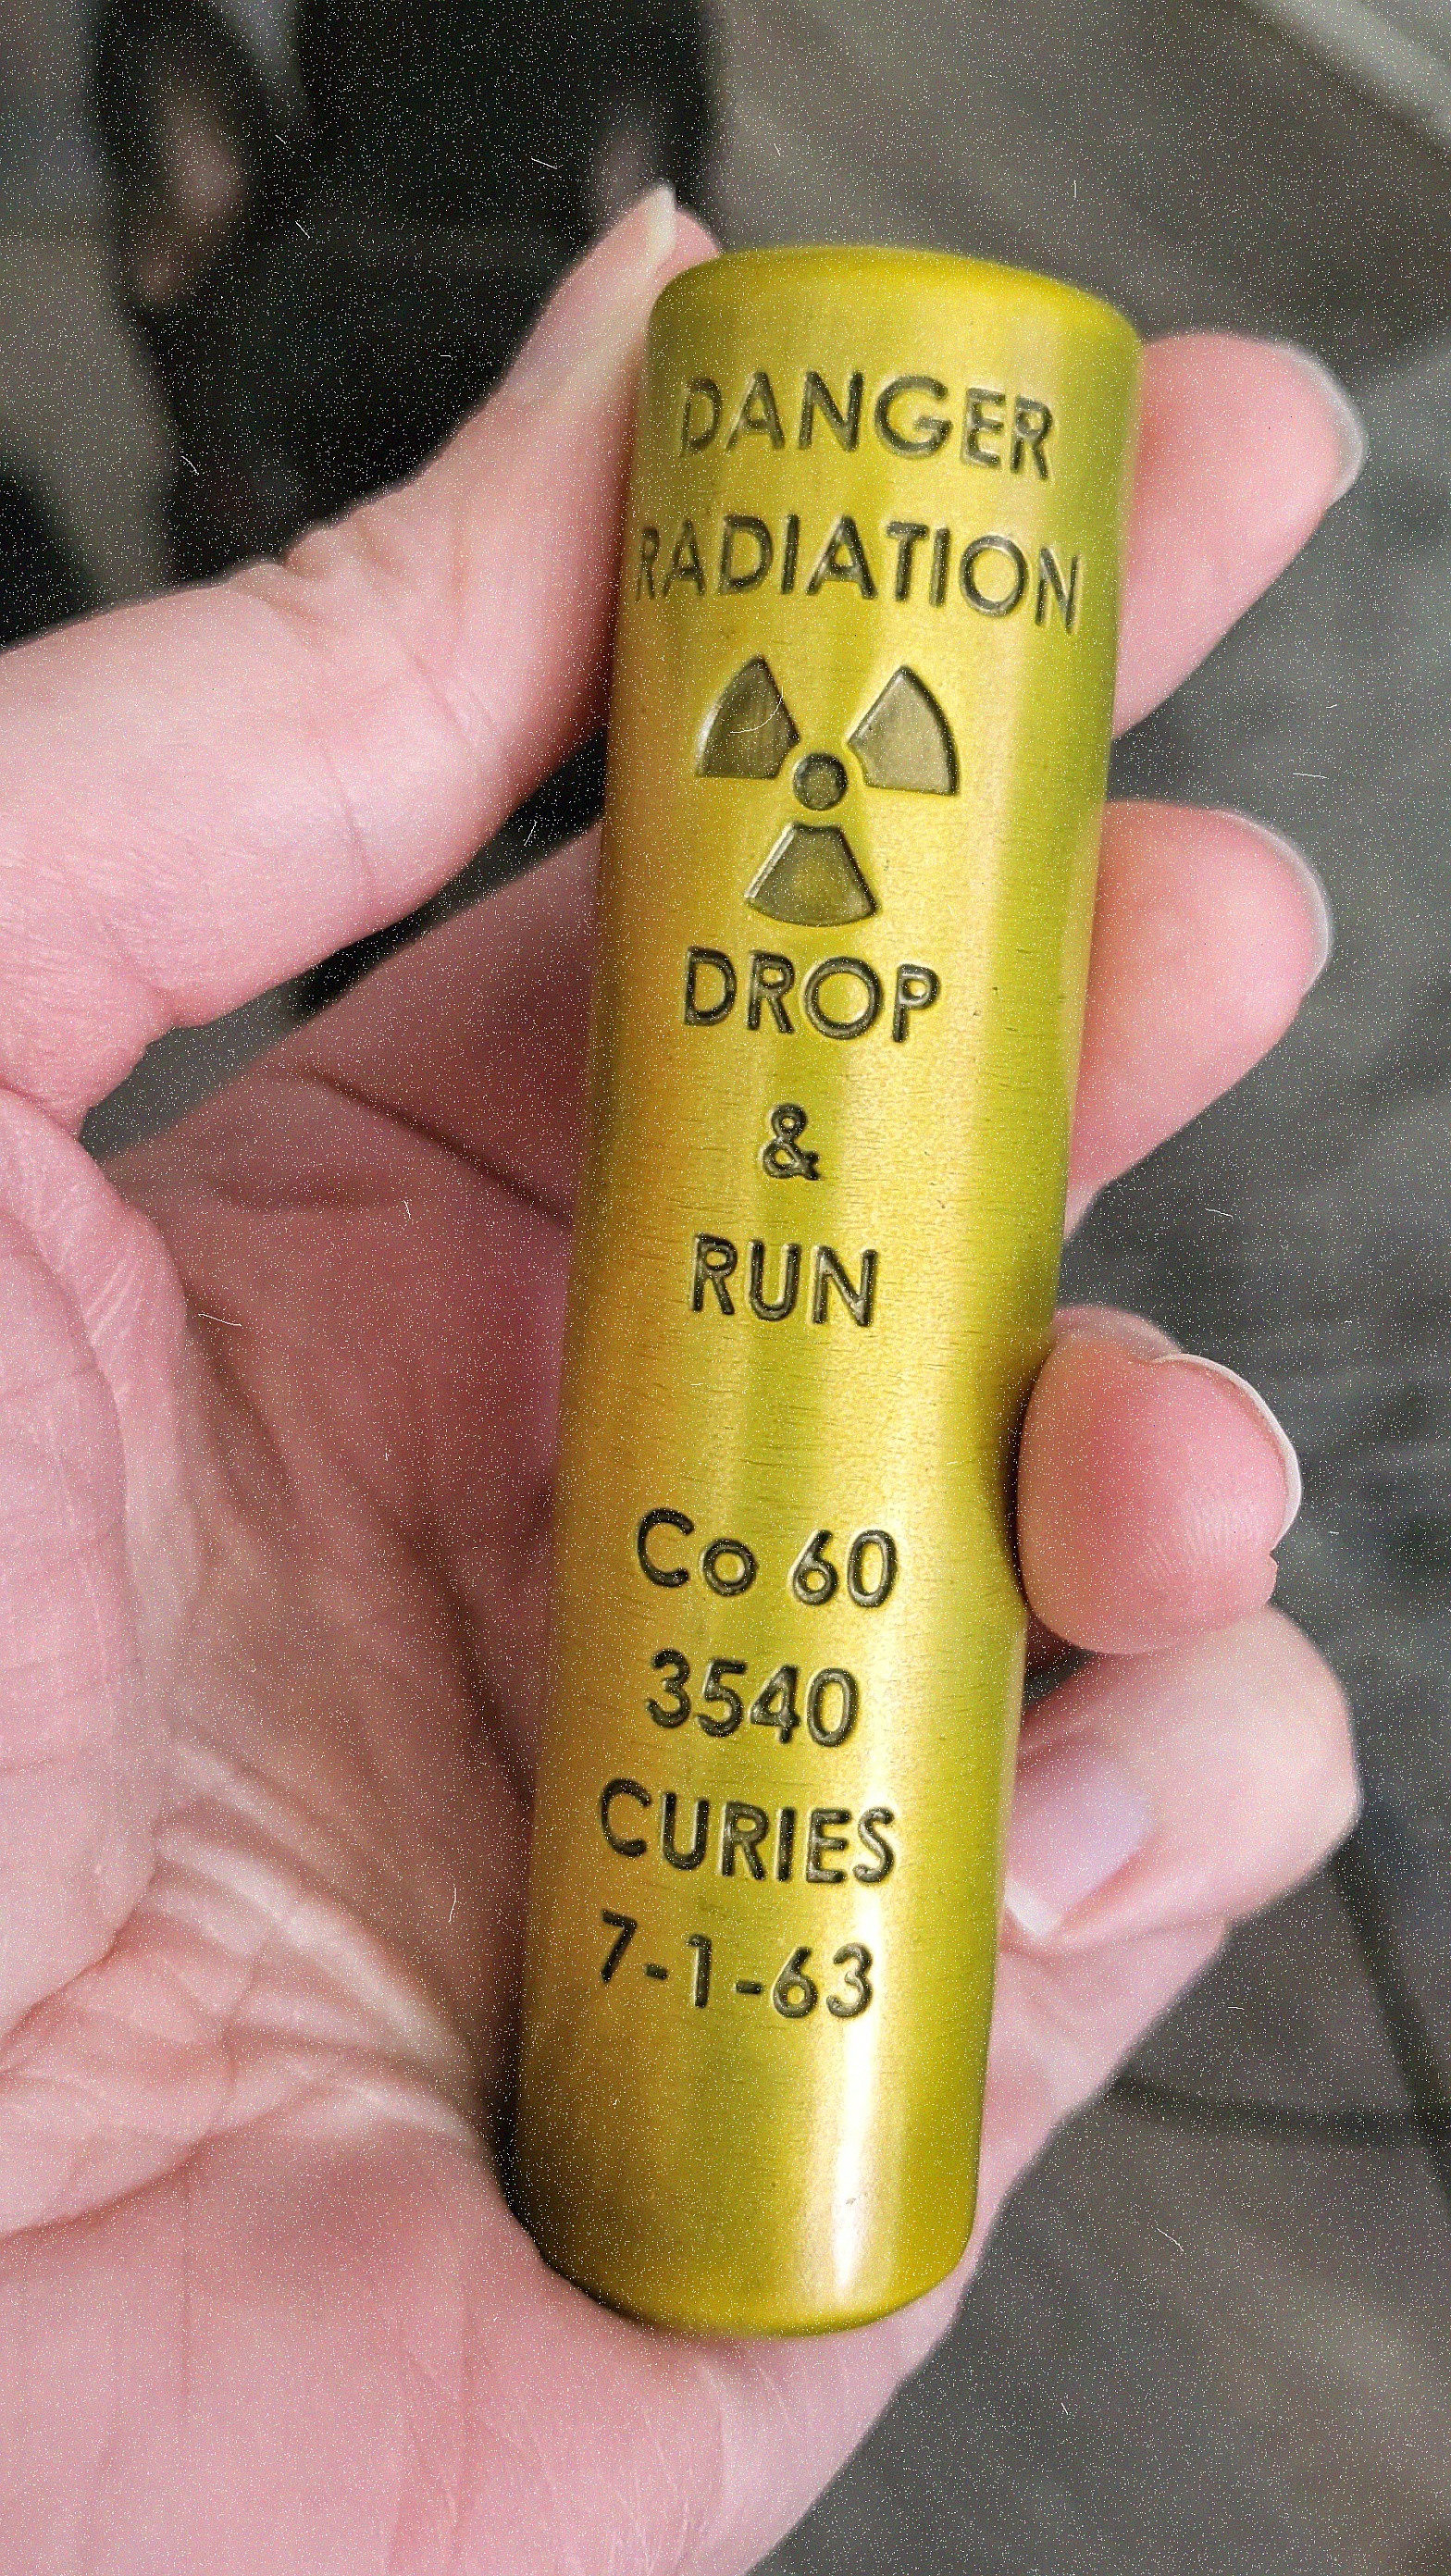 DANGER
RADIATION
DROP
&
RUN
Co 60
3540
CURIES
7-1-63